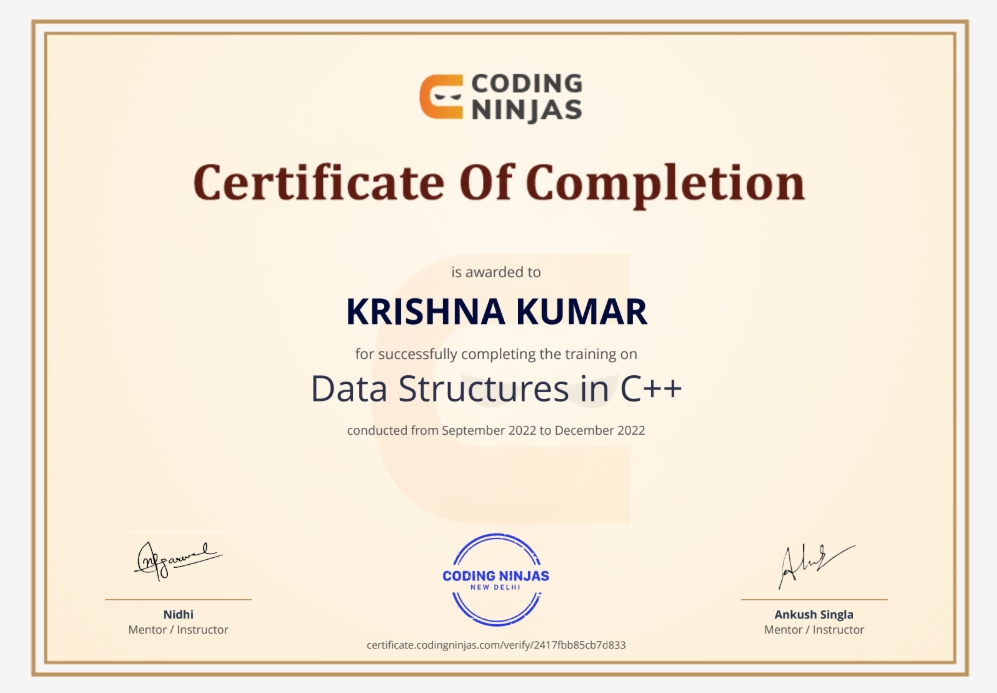 CODING
NINJAS
Certificate Of Completion
is awarded to
KRISHNA KUMAR
for successfully completing the training on
Data Structures in C++
conducted from September 2022 to December 2022
Agarwal
CODING NINJAS
NEW DELHI
Nidhi
Mentor / Instructor
Ankush Singla
Mentor / Instructor
certificate.codingninjas.com/verify/2417fbb85cb7d833